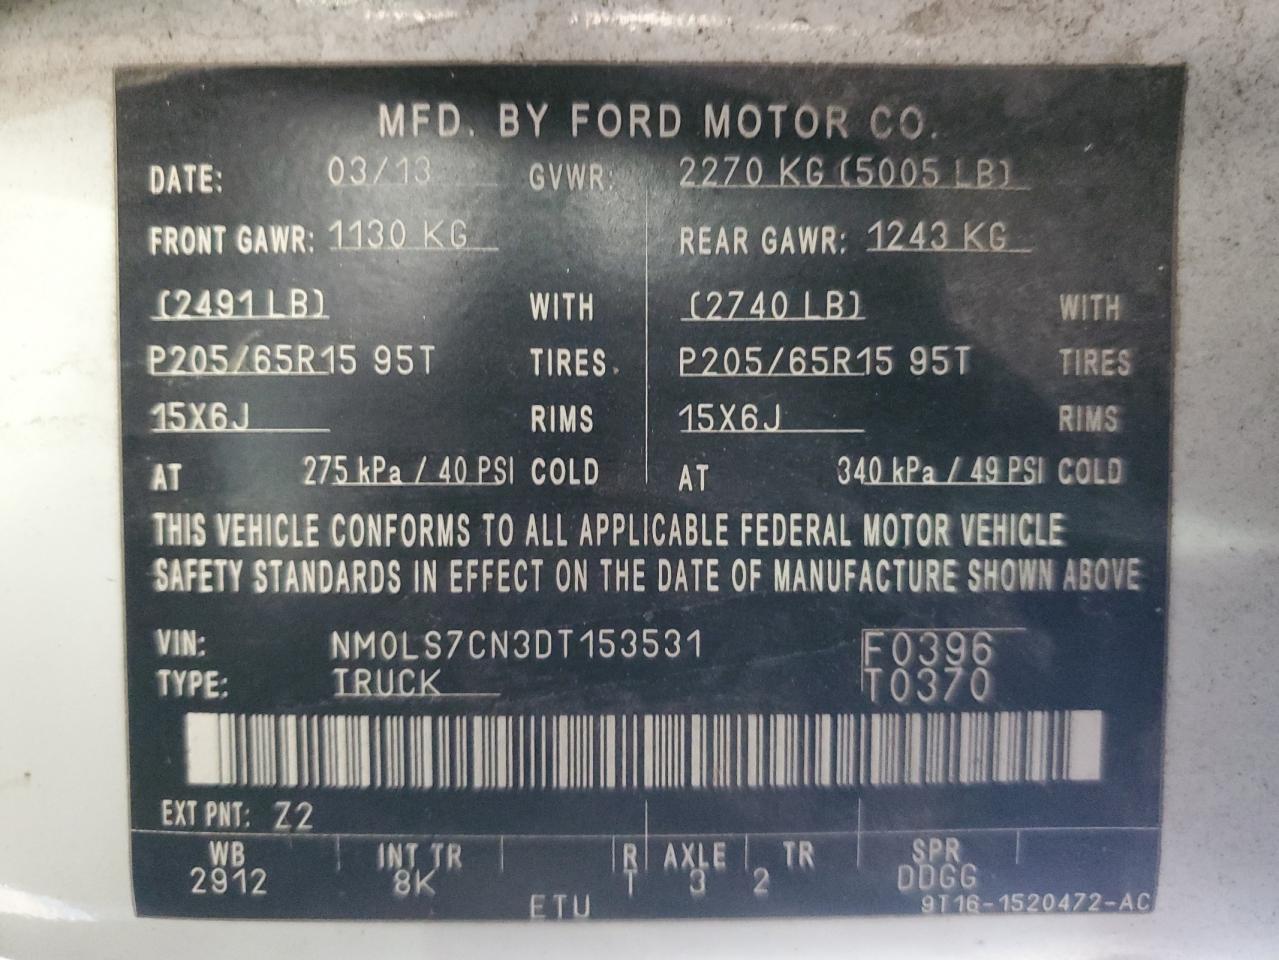 MFD. BY FORD MOTOR CO.
DATE: 03/13 GVWR: 2270 KG (5005 LB)
FRONT GAWR: 1130 KG REAR GAWR: 1243 KG
(2491 LB) WITH (2740 LB) WITH
P205/65R15 95T TIRES P205/65R15 95T TIRES
15X6J RIMS 15X6J RIMS
AT 275 kPa / 40 PSI COLD AT 340 kPa / 49 PSI COLD
THIS VEHICLE CONFORMS TO ALL APPLICABLE FEDERAL MOTOR VEHICLE
SAFETY STANDARDS IN EFFECT ON THE DATE OF MANUFACTURE SHOWN ABOVE
VIN: NM0LS7CN3DT153531 F0396
TYPE: TRUCK T0370
EXT PNT: Z2
WB INT TR R AXLE TR SPR
2912 8K T 3 2 DDGG
ETU 9T16-1520472-AC